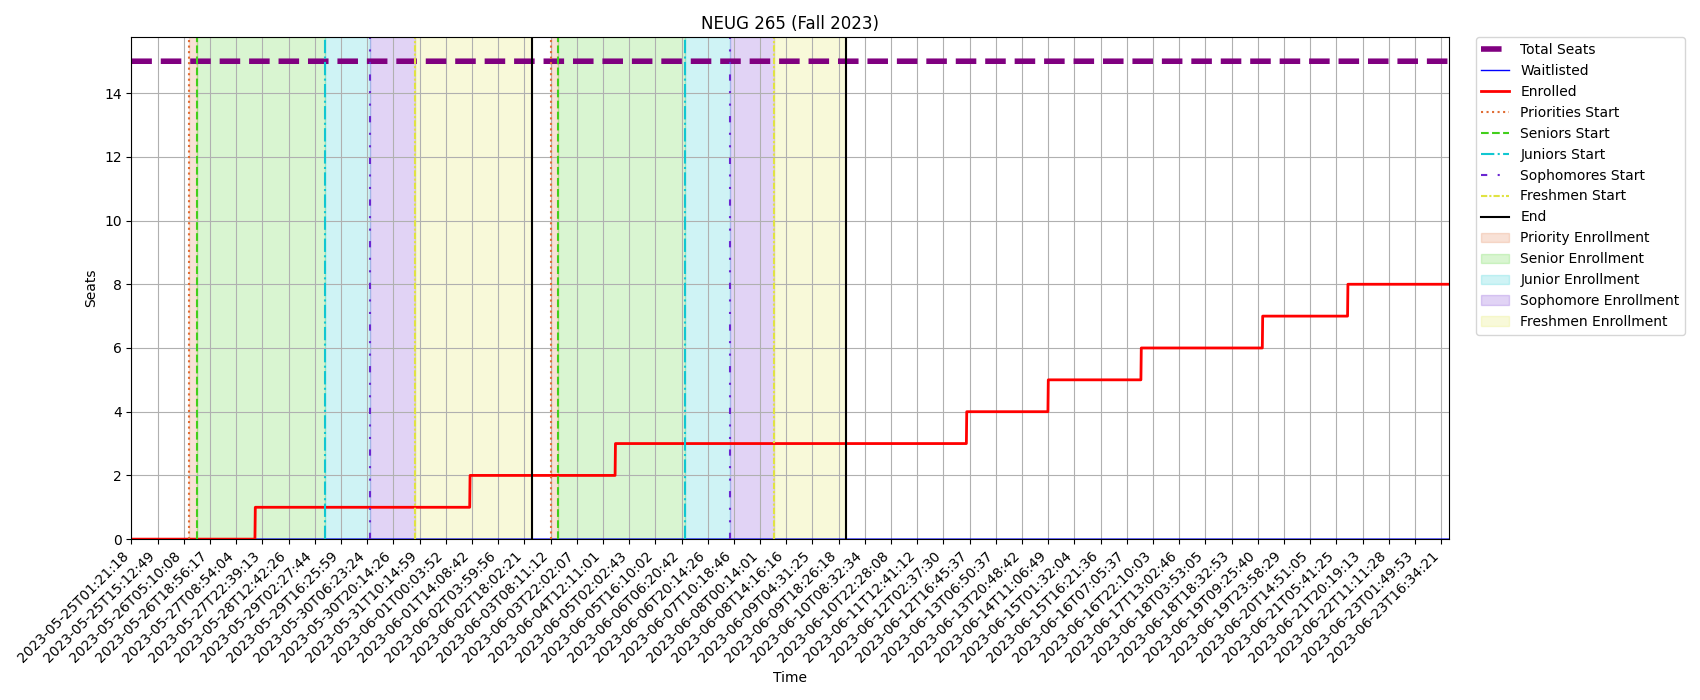 NEUG 265 (Fall 2023)
Total Seats
Waitlisted
Enrolled
Priorities Start
Seniors Start
Juniors Start
Sophomores Start
Freshmen Start
End
Priority Enrollment
Senior Enrollment
Junior Enrollment
Sophomore Enrollment
Freshmen Enrollment
Seats
14
12
10
8
6
4
2
0
2023-05-25T01:21:18
2023-05-25T15:12:49
2023-05-26T05:10:08
2023-05-26T18:56:17
2023-05-27T08:54:04
2023-05-27T22:39:13
2023-05-28T12:42:26
2023-05-29T02:27:44
2023-05-29T16:25:59
2023-05-30T06:23:24
2023-05-30T20:14:26
2023-05-31T10:14:59
2023-06-01T00:03:52
2023-06-01T14:08:42
2023-06-02T03:59:56
2023-06-02T18:02:21
2023-06-03T08:11:12
2023-06-03T22:02:07
2023-06-04T12:11:01
2023-06-05T02:02:43
2023-06-05T16:10:02
2023-06-06T06:20:42
2023-06-06T20:14:26
2023-06-07T10:18:46
2023-06-08T00:14:01
2023-06-08T14:16:16
2023-06-09T04:31:25
2023-06-09T18:26:18
2023-06-10T08:32:34
2023-06-10T22:28:08
2023-06-11T12:41:12
2023-06-12T02:37:30
2023-06-12T16:45:37
2023-06-13T06:50:37
2023-06-13T20:48:42
2023-06-14T11:06:49
2023-06-15T01:32:04
2023-06-15T16:21:36
2023-06-16T07:05:37
2023-06-16T22:10:03
2023-06-17T13:02:46
2023-06-18T03:53:05
2023-06-18T18:32:53
2023-06-19T09:25:40
2023-06-19T23:58:29
2023-06-20T14:51:05
2023-06-21T05:41:25
2023-06-21T20:19:13
2023-06-22T11:11:28
2023-06-23T01:49:53
2023-06-23T16:34:21
Time